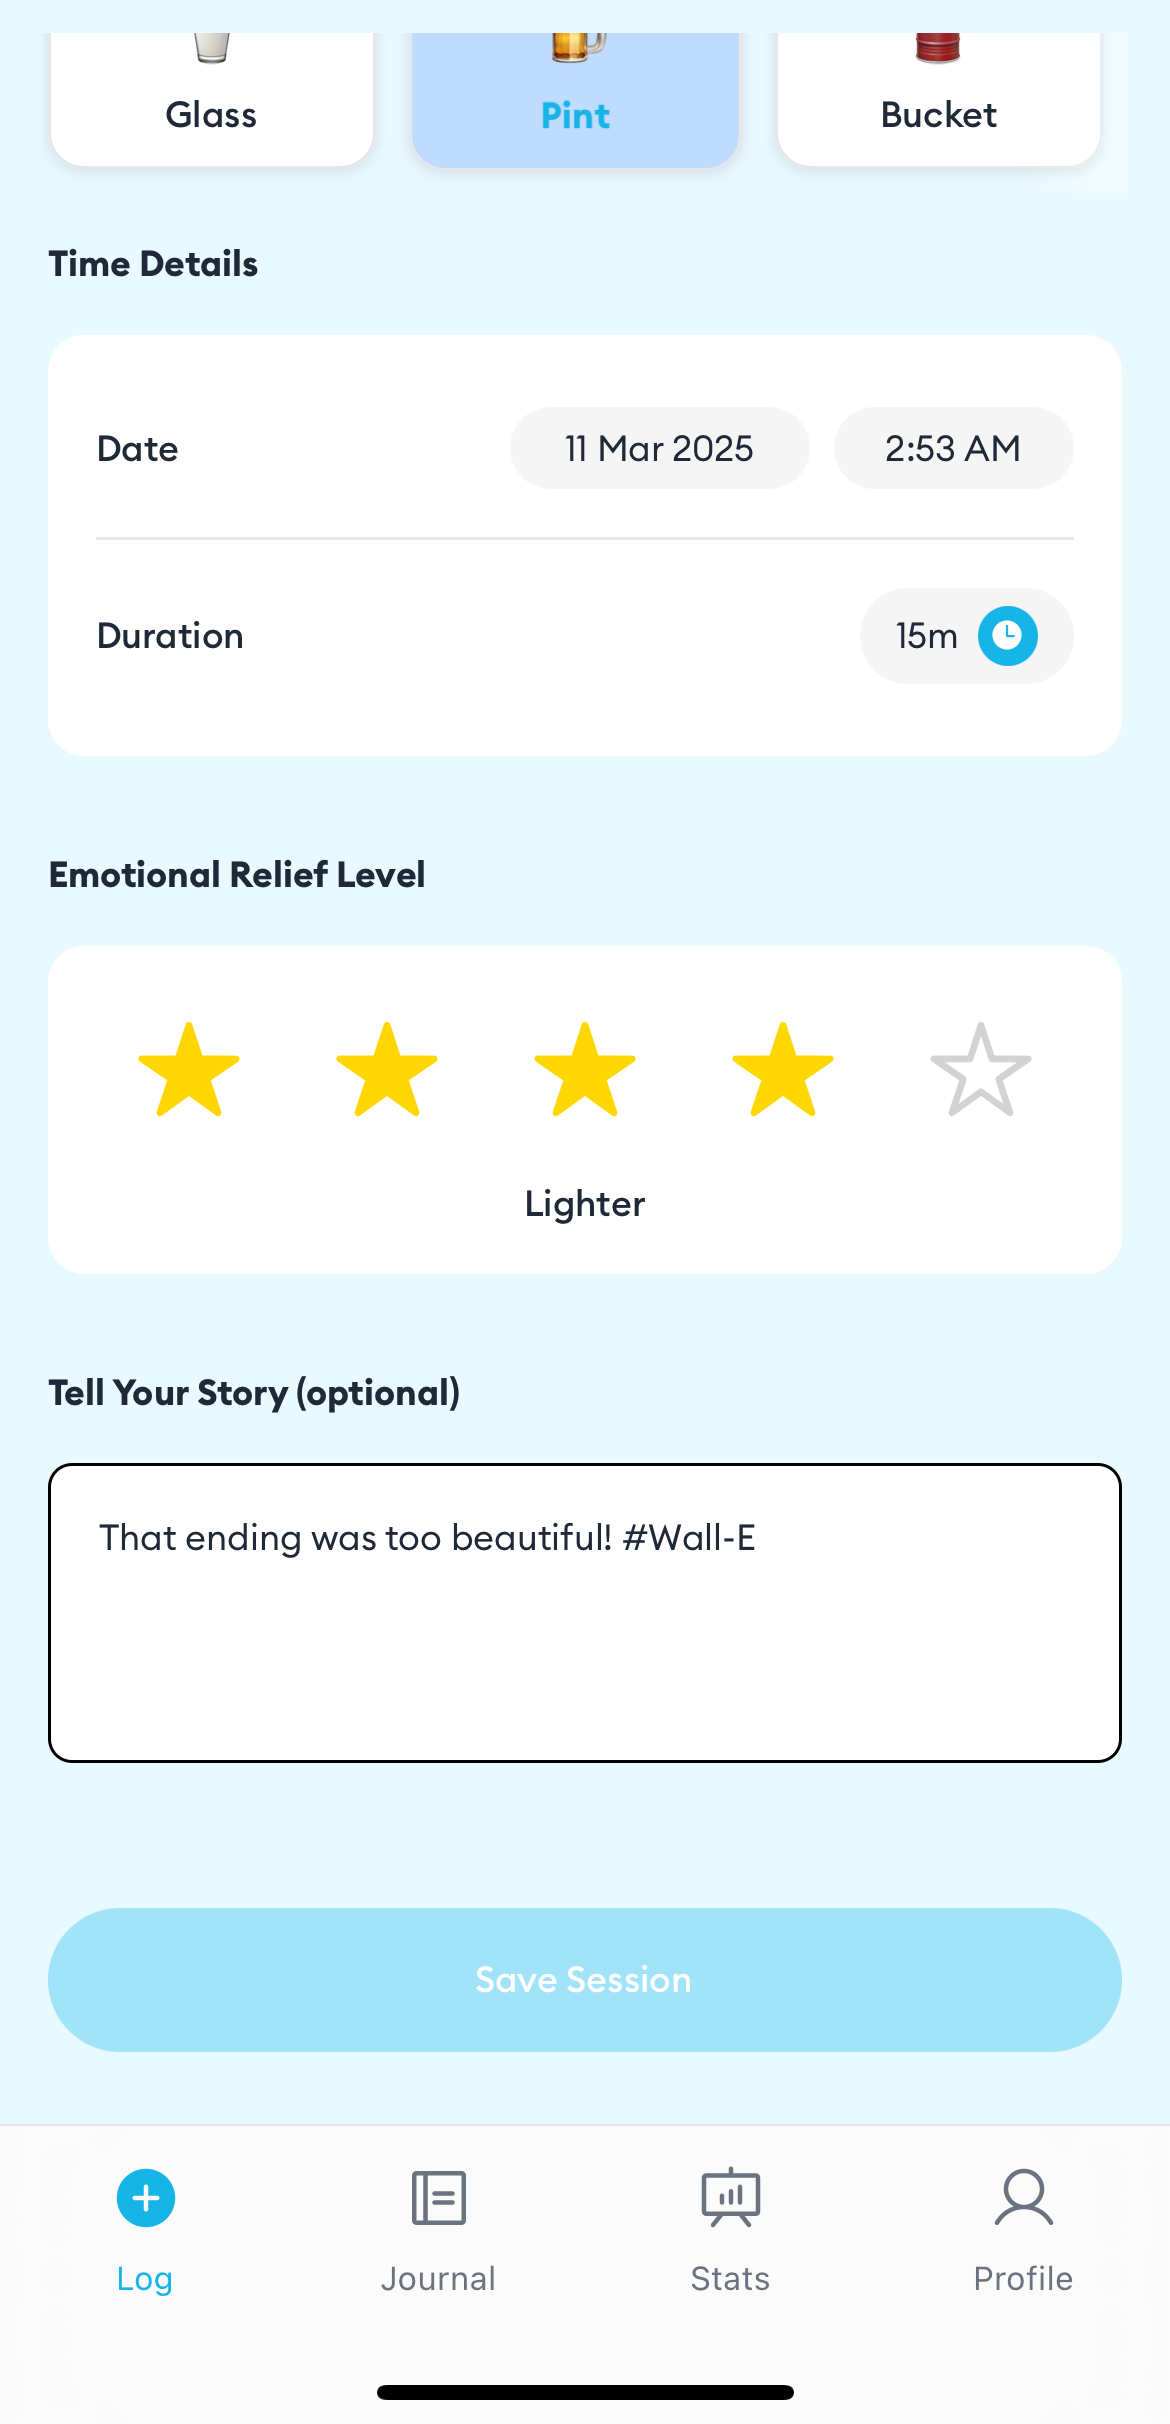 Glass Pint Bucket
Time Details
Date 11 Mar 2025 2:53 AM
Duration 15m
Emotional Relief Level
Lighter
Tell Your Story (optional)
That ending was too beautiful! #Wall-E
Save Session
Log Journal Stats Profile